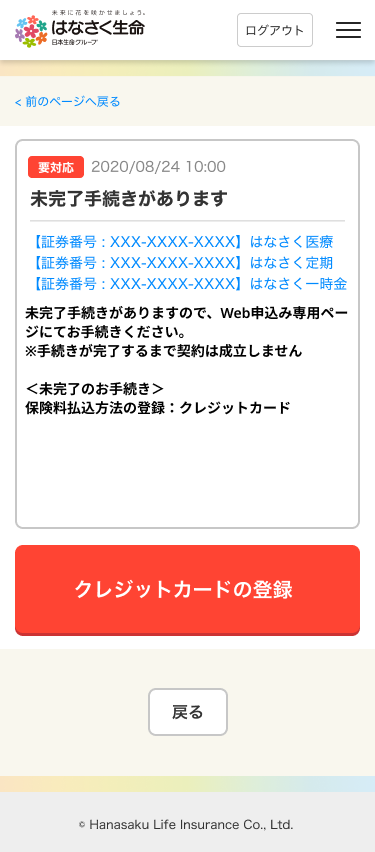 未来に花を咲かせましょう。
はなさく生命
日本生命グループ
ログアウト
< 前のページへ戻る
要対応 2020/08/24 10:00
未完了手続きがあります
【証券番号 : XXX-XXXX-XXXX】はなさく医療
【証券番号 : XXX-XXXX-XXXX】はなさく定期
【証券番号 : XXX-XXXX-XXXX】はなさく一時金
未完了手続きがありますので、Web申込み専用ペー
ジにてお手続きください。
※手続きが完了するまで契約は成立しません
＜未完了のお手続き＞
保険料払込方法の登録：クレジットカード
クレジットカードの登録
戻る
© Hanasaku Life Insurance Co., Ltd.